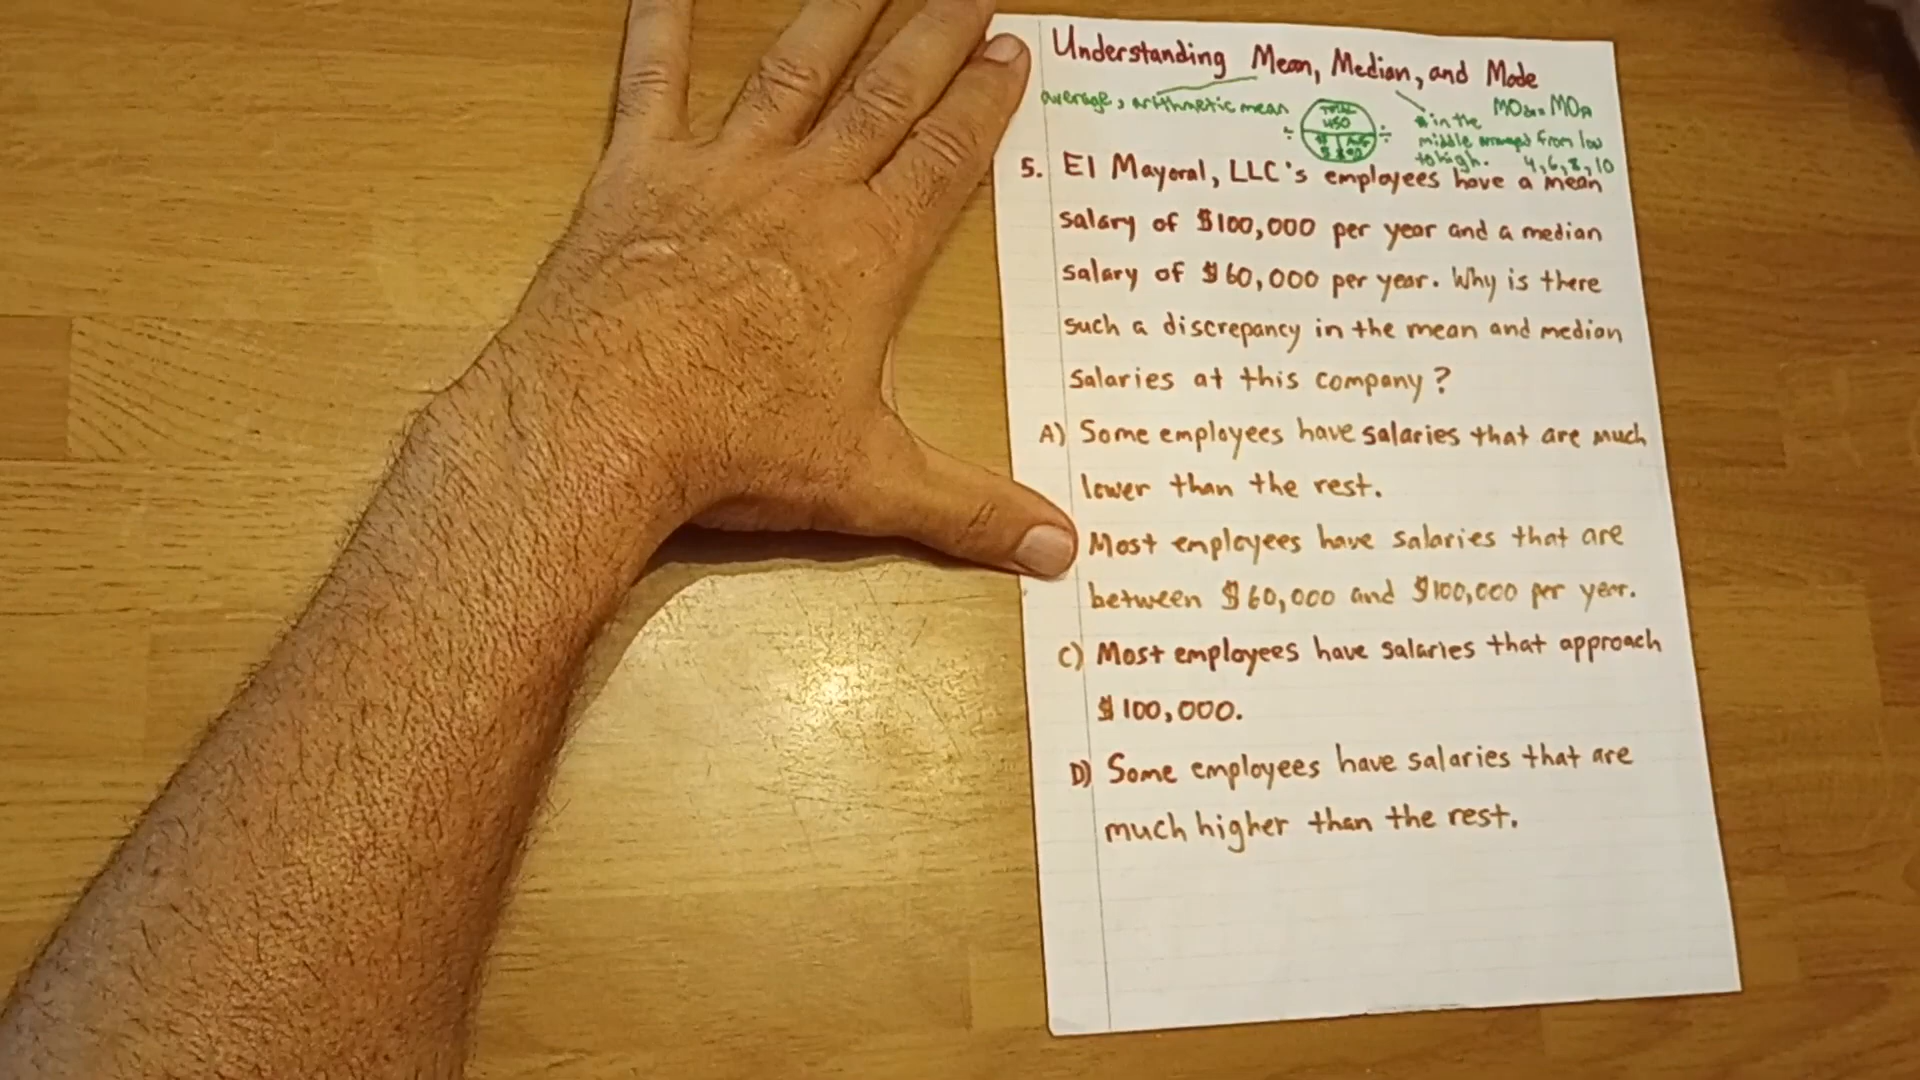 Understanding Mean, Median, and Mode
average, arithmetic mean
Total
450
÷ ÷
5 90
in the
middle arranged from low
to high. 4,6,8,10
5. El Mayoral, LLC's employees have a mean
salary of $100,000 per year and a median
salary of $60,000 per year. Why is there
such a discrepancy in the mean and median
salaries at this company?
A) Some employees have salaries that are much
lower than the rest.
Most employees have salaries that are
between $60,000 and $100,000 per year.
C) Most employees have salaries that approach
$100,000.
D) Some employees have salaries that are
much higher than the rest.